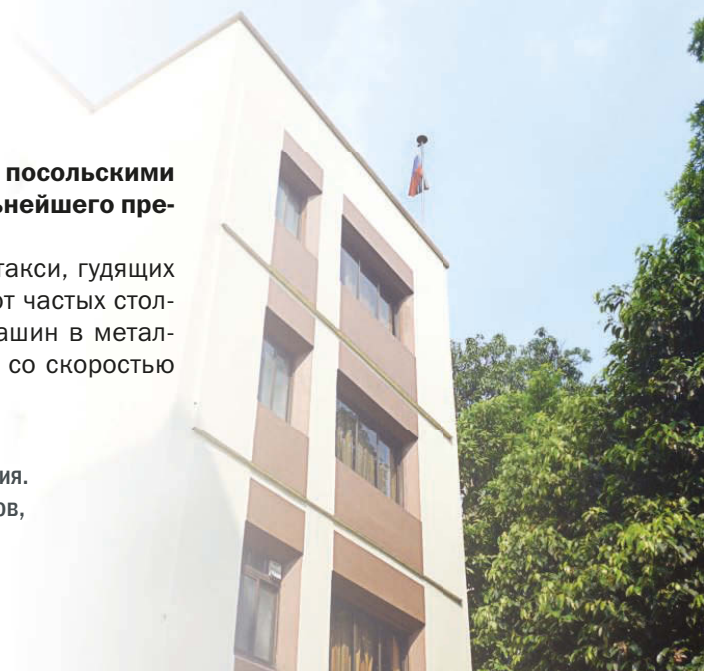 посольскими
ьнейшего пре-
такси, гудящих
от частых стол-
ашин в метал-
со скоростью
ия.
ов,